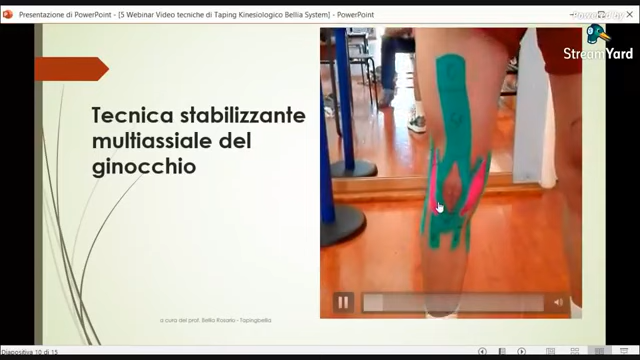 Presentazione di PowerPoint - [5 Webinar Video tecniche di Taping Kinesiologico Bellia System] - PowerPoint
StreamYard
Tecnica stabilizzante
multiassiale del
ginocchio
a cura del prof. Bellia Rosario - Tapingbellia
Diapositiva 10 di 15